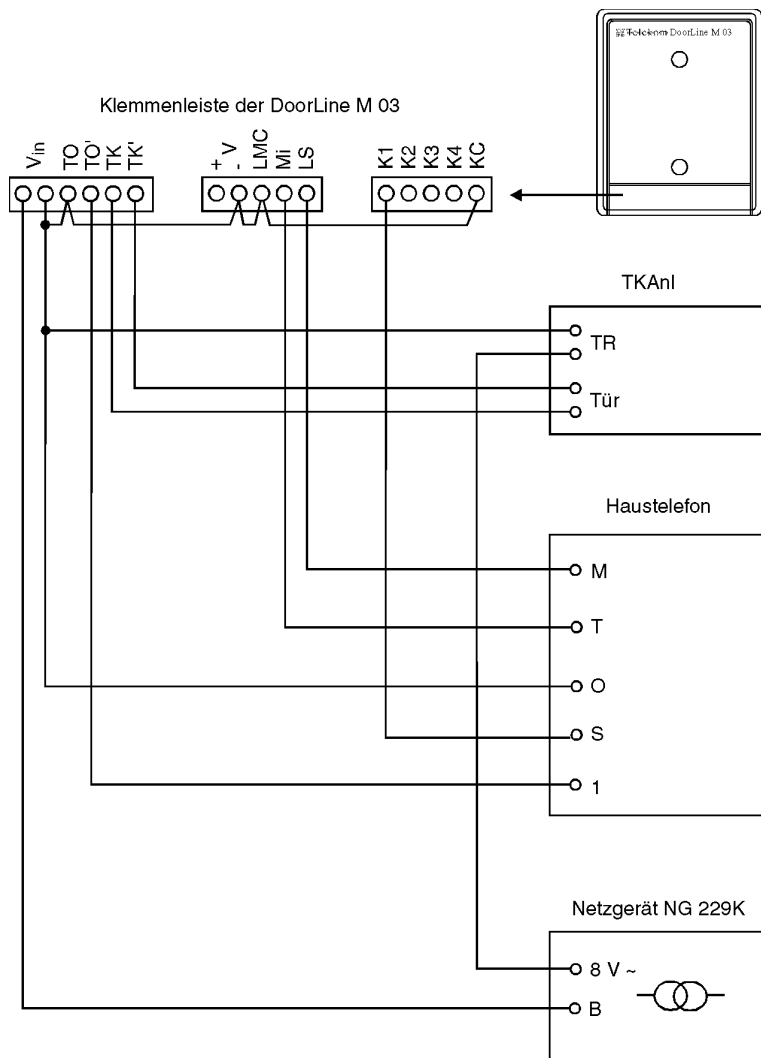 Telekom DoorLine M 03
Klemmenleiste der DoorLine M 03
Vin TO TO' TK TK'
+ V - LMC Mi LS
K1 K2 K3 K4 KC
TKAnl
TR
Tür
Haustelefon
M
T
O
S
1
Netzgerät NG 229K
8 V ~
B